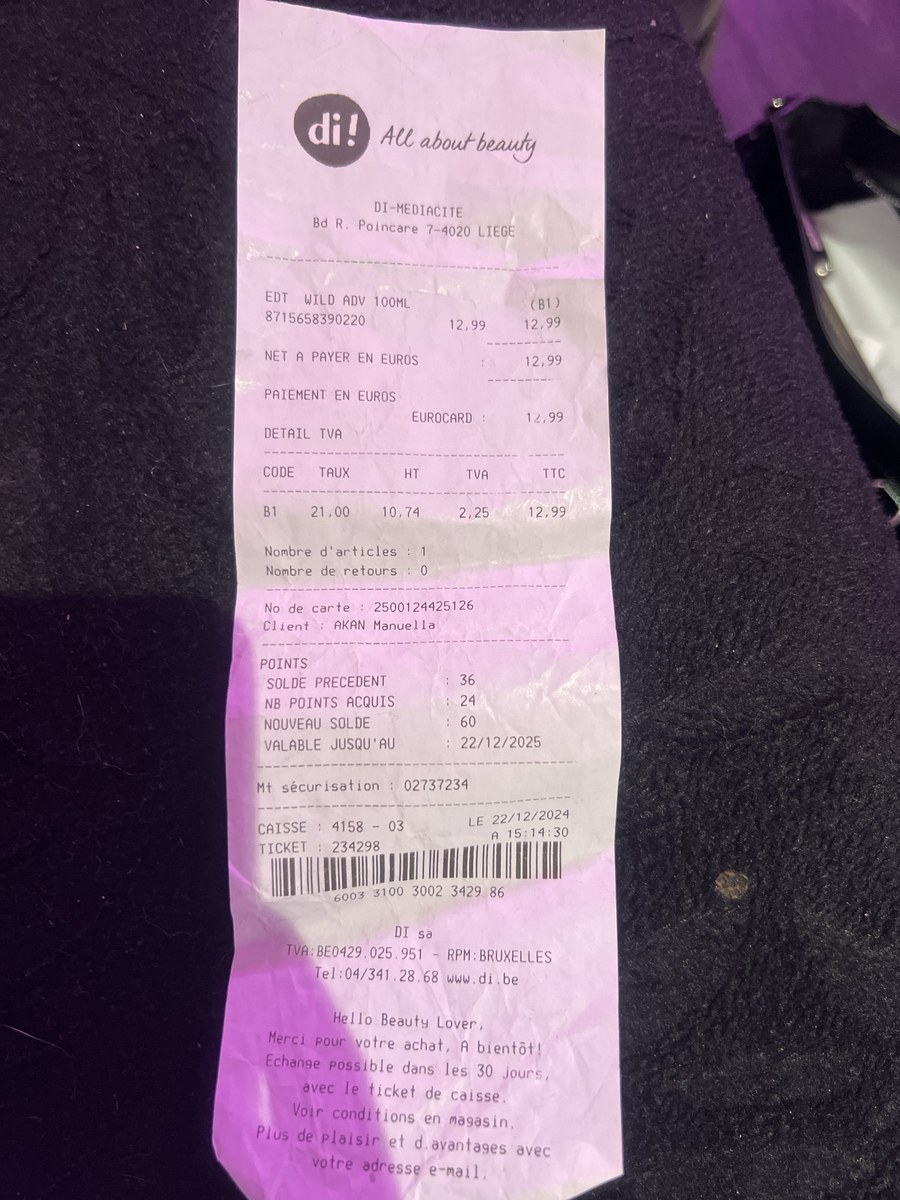 di! All about beauty
DI-MEDIACITE
Bd R. Poincare 7-4020 LIEGE
EDT WILD ADV 100ML (B1)
8715658390220 12,99 12,99
NET A PAYER EN EUROS : 12,99
PAIEMENT EN EUROS
EUROCARD : 12,99
DETAIL TVA
CODE TAUX HT TVA TTC
B1 21,00 10,74 2,25 12,99
Nombre d'articles : 1
Nombre de retours : 0
No de carte : 2500124425126
Client : AKAN Manuella
POINTS
SOLDE PRECEDENT : 36
NB POINTS ACQUIS : 24
NOUVEAU SOLDE : 60
VALABLE JUSQU'AU : 22/12/2025
Mt sécurisation : 02737234
CAISSE : 4158 - 03 LE 22/12/2024
A 15:14:30
TICKET : 234298
6003 3100 3002 3429 86
DI sa
TVA:BE0429.025.951 - RPM:BRUXELLES
Tel:04/341.28.68 www.di.be
Hello Beauty Lover,
Merci pour votre achat, A bientôt!
Echange possible dans les 30 jours,
avec le ticket de caisse.
Voir conditions en magasin.
Plus de plaisir et d.avantages avec
votre adresse e-mail.